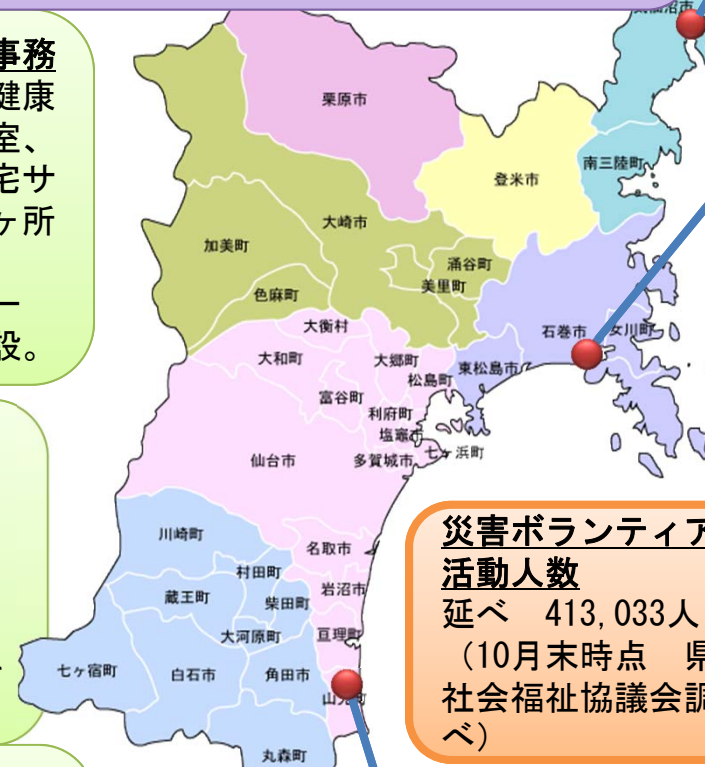 事務
健康
室、
宅サ
ヶ所
ー
設。
気仙沼市
栗原市
登米市
南三陸町
大崎市
加美町
涌谷町
美里町
色麻町
大衡村
石巻市
女川町
大和町
大郷町
東松島市
松島町
富谷町
利府町
塩竈市
七ヶ浜町
仙台市
多賀城市
川崎町
名取市
村田町
岩沼市
蔵王町
柴田町
大河原町
亘理町
七ヶ宿町
白石市
角田市
山元町
丸森町
災害ボランティア
活動人数
延べ　413,033人
（10月末時点　県
社会福祉協議会調
べ）